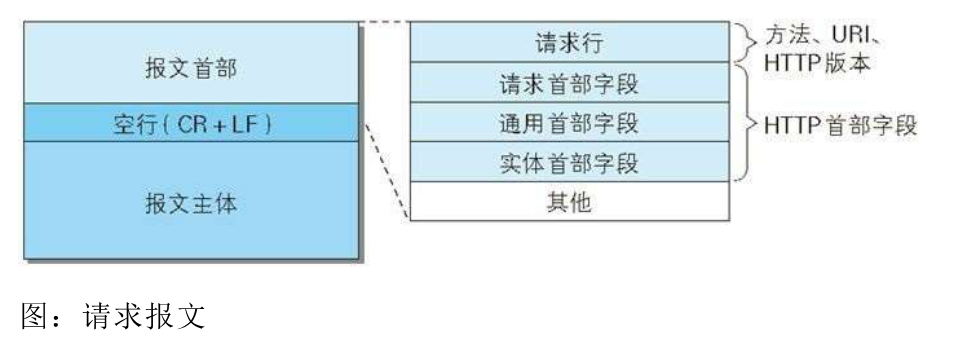 报文首部
空行(CR+LF)
报文主体
请求行
请求首部字段
通用首部字段
实体首部字段
其他
方法、URI、
HTTP版本
HTTP首部字段
图：请求报文